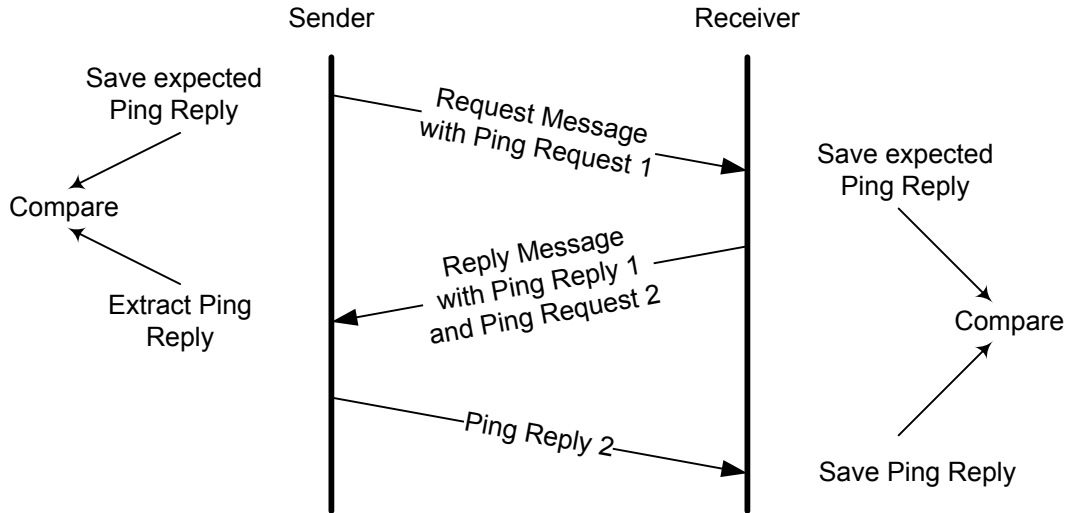 Sender
Receiver
Save expected
Ping Reply
Request Message
with Ping Request 1
Save expected
Ping Reply
Compare
Reply Message
with Ping Reply 1
and Ping Request 2
Extract Ping
Reply
Compare
Ping Reply 2
Save Ping Reply